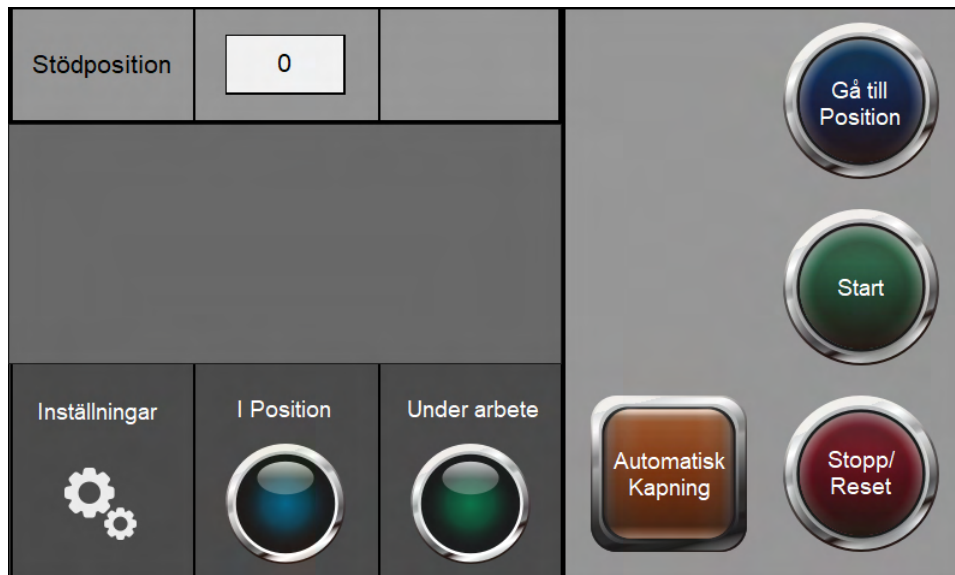 Stödposition
0
Gå till
Position
Start
Inställningar
I Position
Under arbete
Automatisk
Kapning
Stopp/
Reset